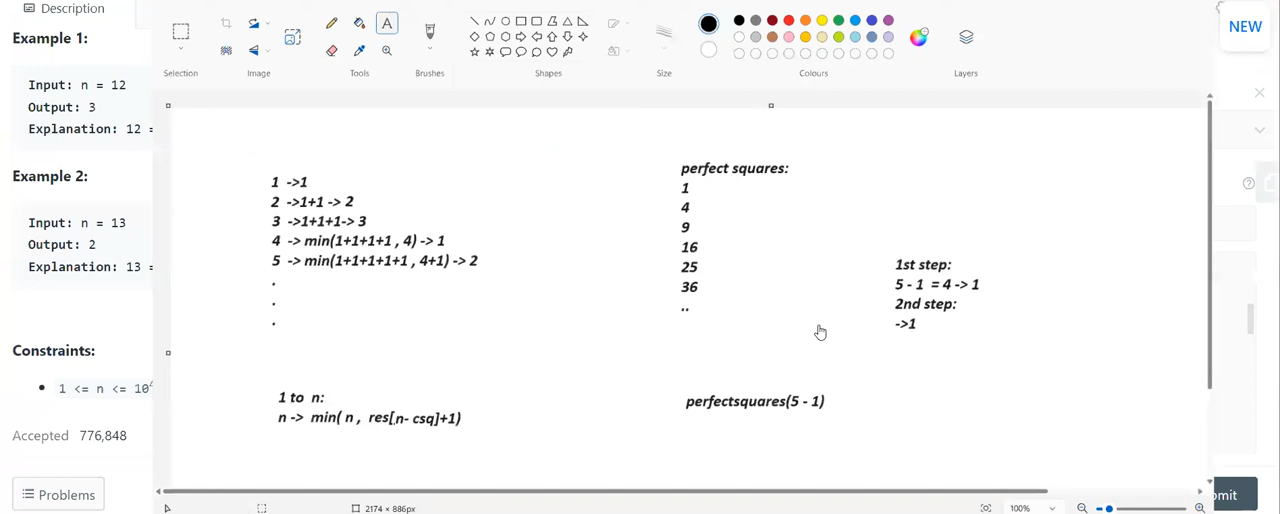 Description
Example 1:
Input: n = 12
Output: 3
Explanation: 12 =
Example 2:
Input: n = 13
Output: 2
Explanation: 13 =
Constraints:
1 <= n <= 10
Accepted 776,848
Problems
Selection
Image
Tools
Brushes
Shapes
Size
Colours
Layers
NEW
A
1 ->1
2 ->1+1 -> 2
3 ->1+1+1-> 3
4 -> min(1+1+1+1 , 4) -> 1
5 -> min(1+1+1+1+1 , 4+1) -> 2
.
.
.
1 to n:
n -> min( n , res[n- csq]+1)
perfect squares:
1
4
9
16
25
36
..
1st step:
5 - 1 = 4 -> 1
2nd step:
->1
perfectsquares(5 - 1)
2174 × 886px
100%
omit